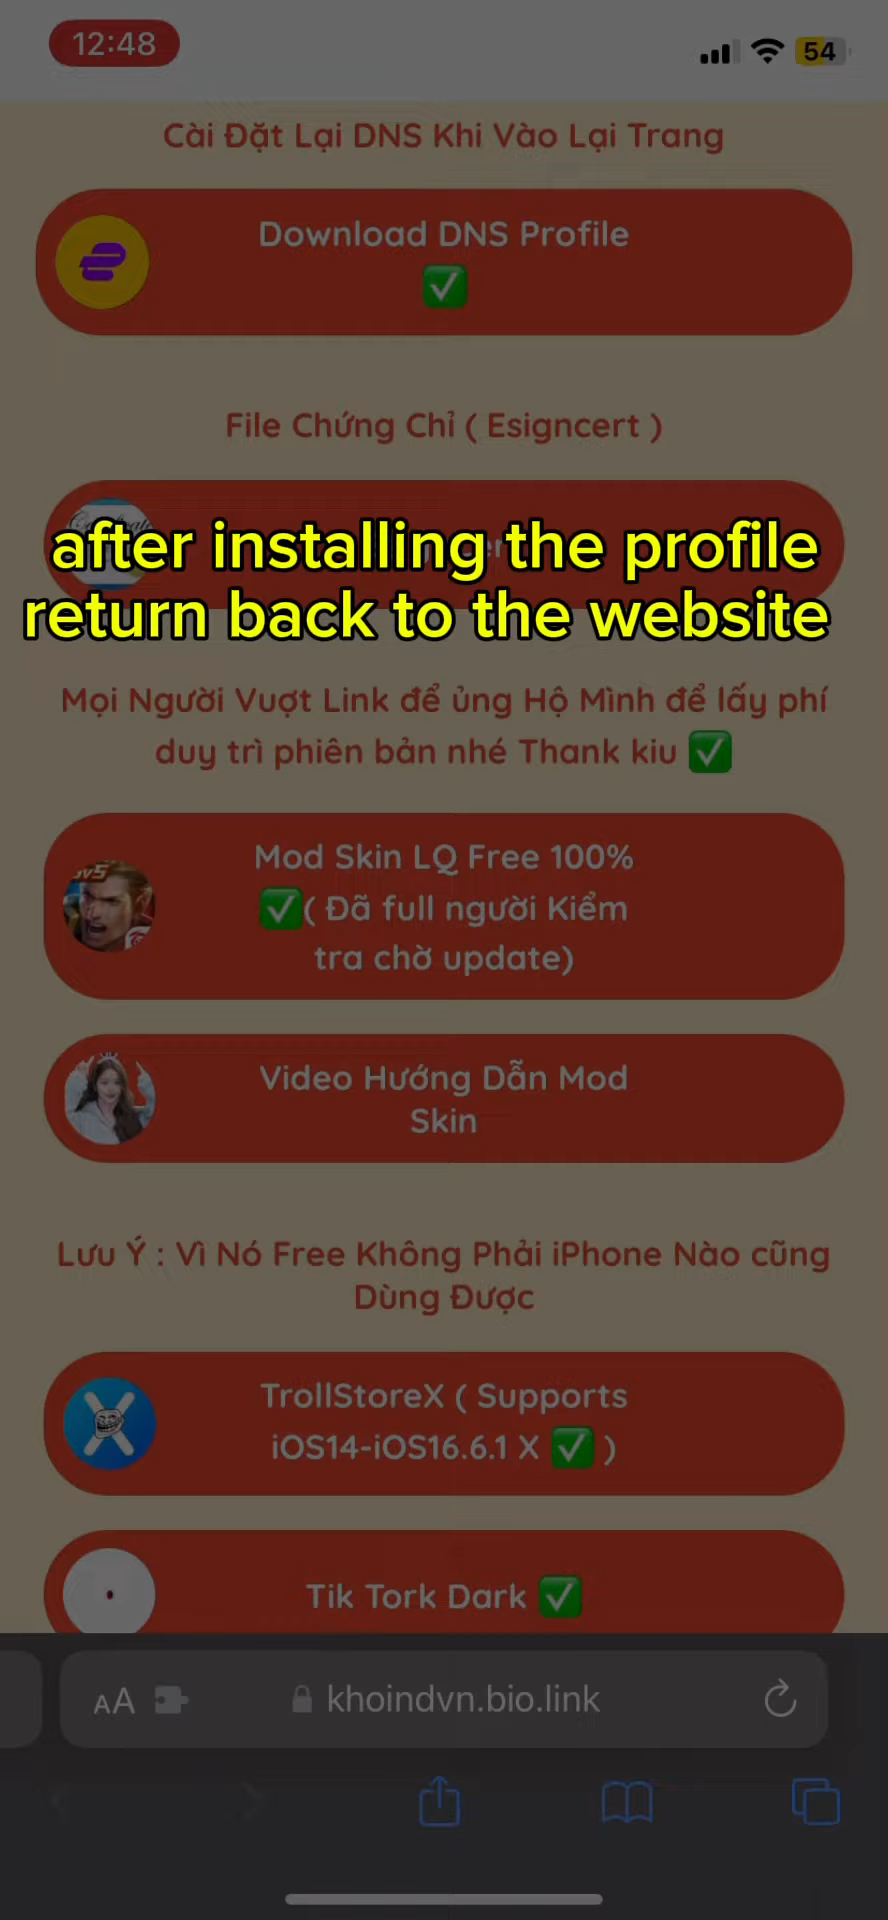 12:48
54
Cài Đặt Lại DNS Khi Vào Lại Trang
Download DNS Profile
✅
File Chứng Chỉ ( Esigncert )
after installing the profile
return back to the website
Mọi Người Vượt Link để ủng Hộ Mình để lấy phí
duy trì phiên bản nhé Thank kiu ✅
Mod Skin LQ Free 100%
✅( Đã full người Kiểm
tra chờ update)
Video Hướng Dẫn Mod
Skin
Lưu Ý : Vì Nó Free Không Phải iPhone Nào cũng
Dùng Được
TrollStoreX ( Supports
iOS14-iOS16.6.1 X ✅ )
Tik Tork Dark ✅
AA
khoindvn.bio.link